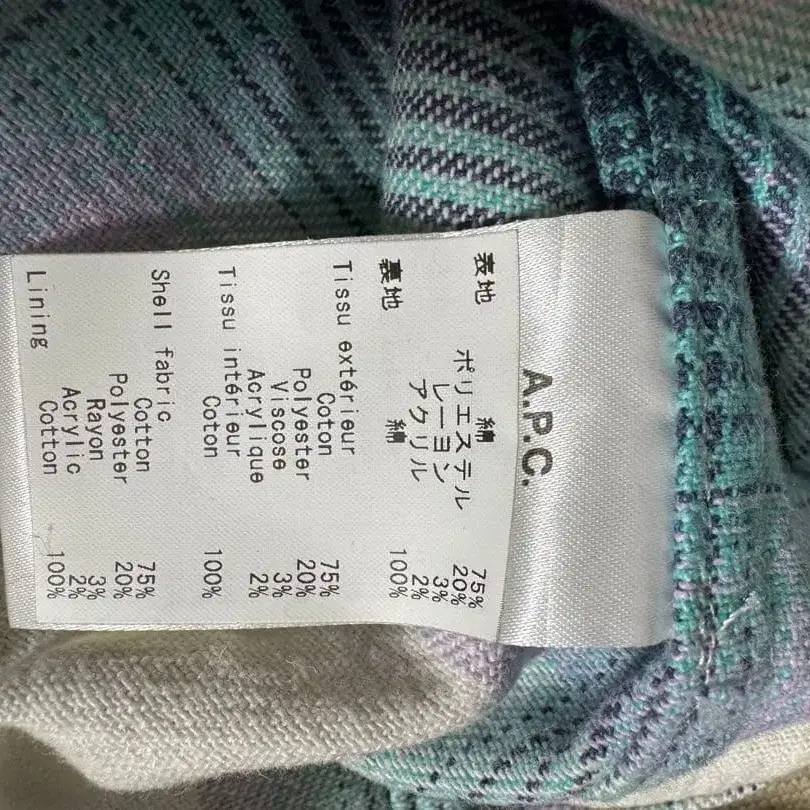 A.P.C.
表地
綿 75%
ポリエステル 20%
レーヨン 3%
アクリル 2%
裏地
綿 100%
Tissu extérieur
Coton 75%
Polyester 20%
Viscose 3%
Acrylique 2%
Tissu intérieur
Coton 100%
Shell fabric
Cotton 75%
Polyester 20%
Rayon 3%
Acrylic 2%
Lining
Cotton 100%